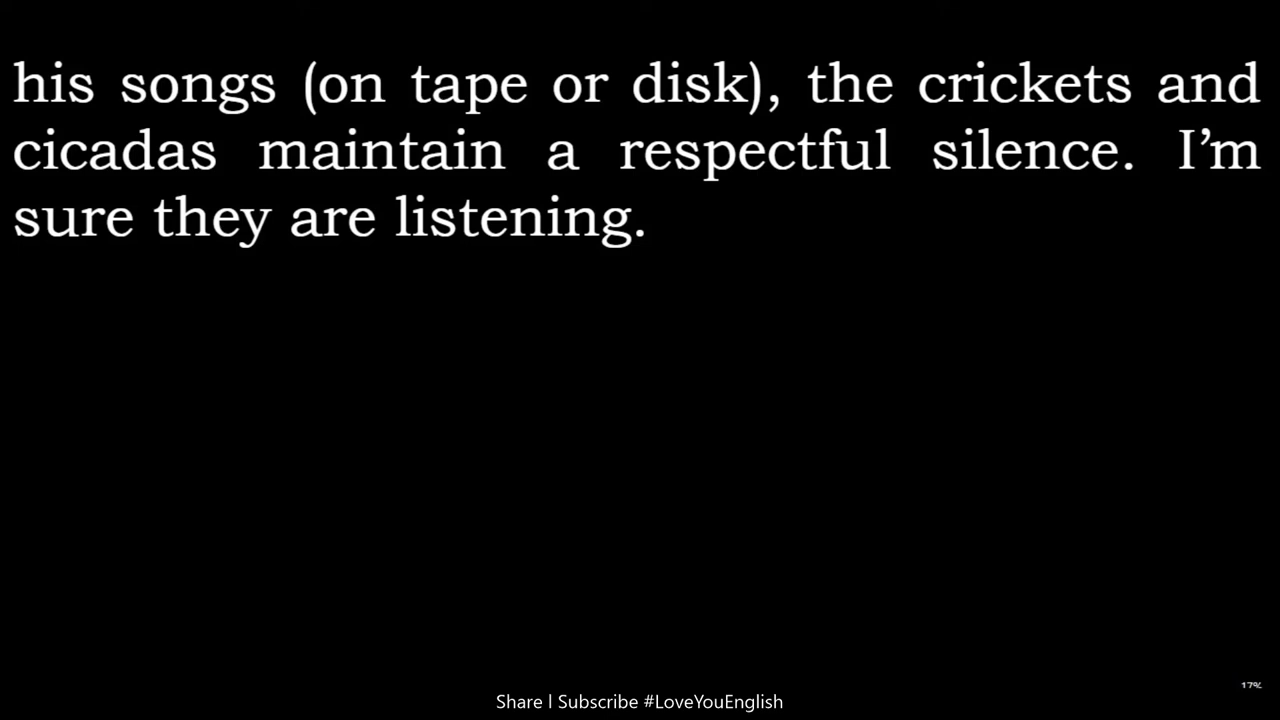 his songs (on tape or disk), the crickets and
cicadas maintain a respectful silence. I’m
sure they are listening.
17%
Share | Subscribe #LoveYouEnglish